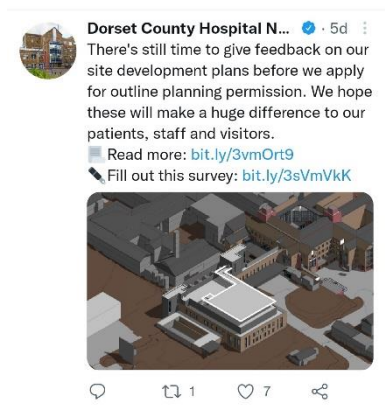 Dorset County Hospital N... · 5d
There's still time to give feedback on our
site development plans before we apply
for outline planning permission. We hope
these will make a huge difference to our
patients, staff and visitors.
Read more: bit.ly/3vmOrt9
Fill out this survey: bit.ly/3sVmVkK
1 7